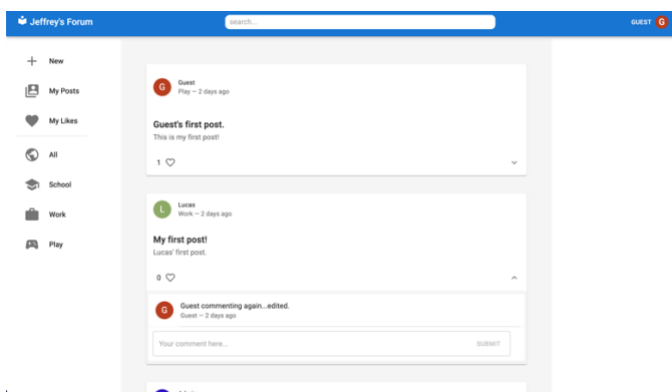 Jeffrey's Forum
search...
GUEST G
New
My Posts
My Likes
All
School
Work
Play
G
Guest
Play — 2 days ago
Guest's first post.
This is my first post!
1
L
Lucas
Work — 2 days ago
My first post!
Lucas' first post.
0
G
Guest commenting again...edited.
Guest — 2 days ago
Your comment here...
SUBMIT